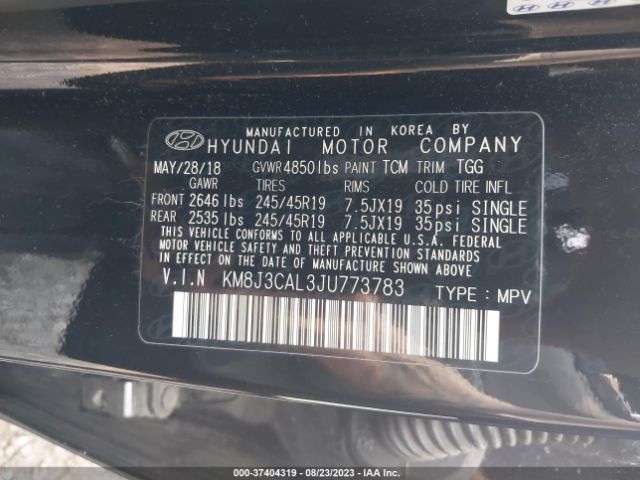 MANUFACTURED IN KOREA BY
HYUNDAI MOTOR COMPANY
MAY/28/18 GVWR 4850lbs PAINT TCM TRIM TGG
GAWR TIRES RIMS COLD TIRE INFL
FRONT 2646 lbs 245/45R19 7.5JX19 35psi SINGLE
REAR 2535 lbs 245/45R19 7.5JX19 35psi SINGLE
THIS VEHICLE CONFORMS TO ALL APPLICABLE U.S.A. FEDERAL
MOTOR VEHICLE SAFETY AND THEFT PREVENTION STANDARDS
IN EFFECT ON THE DATE OF MANUFACTURE SHOWN ABOVE
V.I.N KM8J3CAL3JU773783 TYPE : MPV
000-37404319 - 08/23/2023 - IAA Inc.